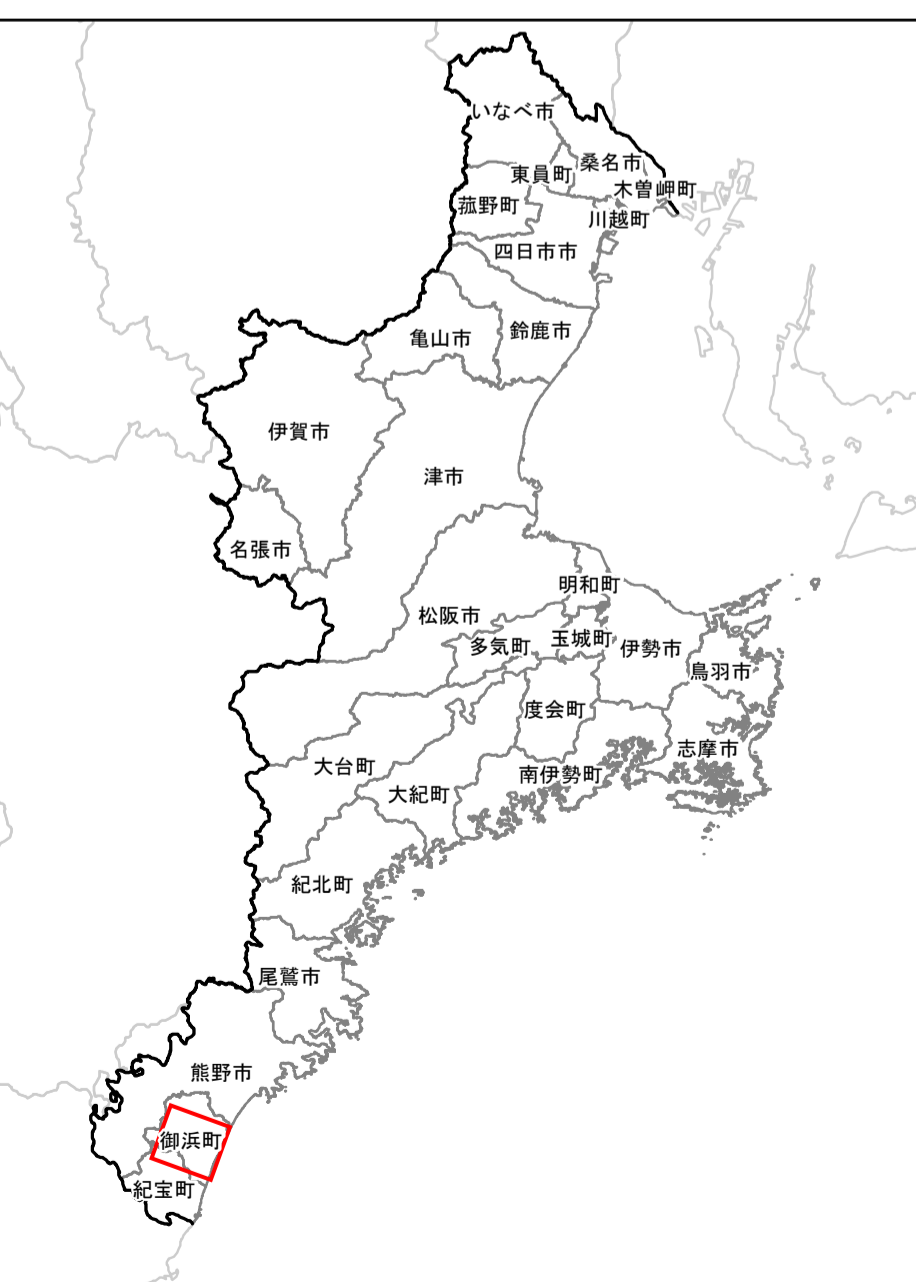 いなべ市
桑名市
東員町
木曽岬町
菰野町
川越町
四日市市
鈴鹿市
亀山市
伊賀市
津市
名張市
明和町
松阪市
玉城町
多気町
伊勢市
鳥羽市
度会町
志摩市
大台町
南伊勢町
大紀町
紀北町
尾鷲市
熊野市
御浜町
紀宝町